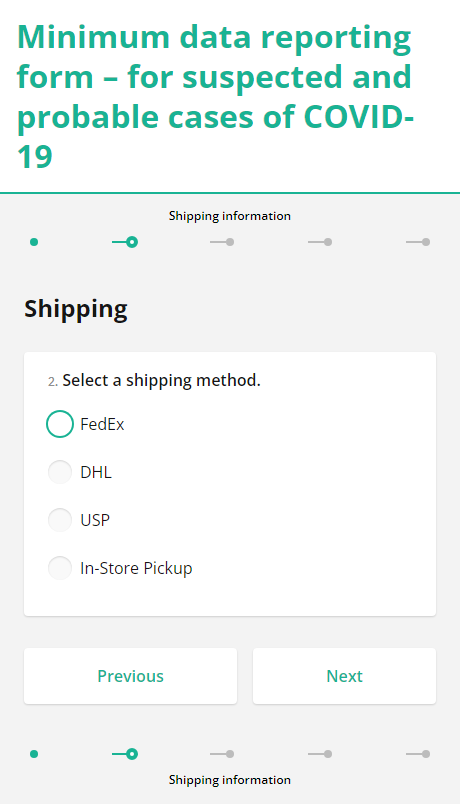 Minimum data reporting
form – for suspected and
probable cases of COVID-
19
Shipping information
Shipping
2. Select a shipping method.
FedEx
DHL
USP
In-Store Pickup
Previous
Next
Shipping information